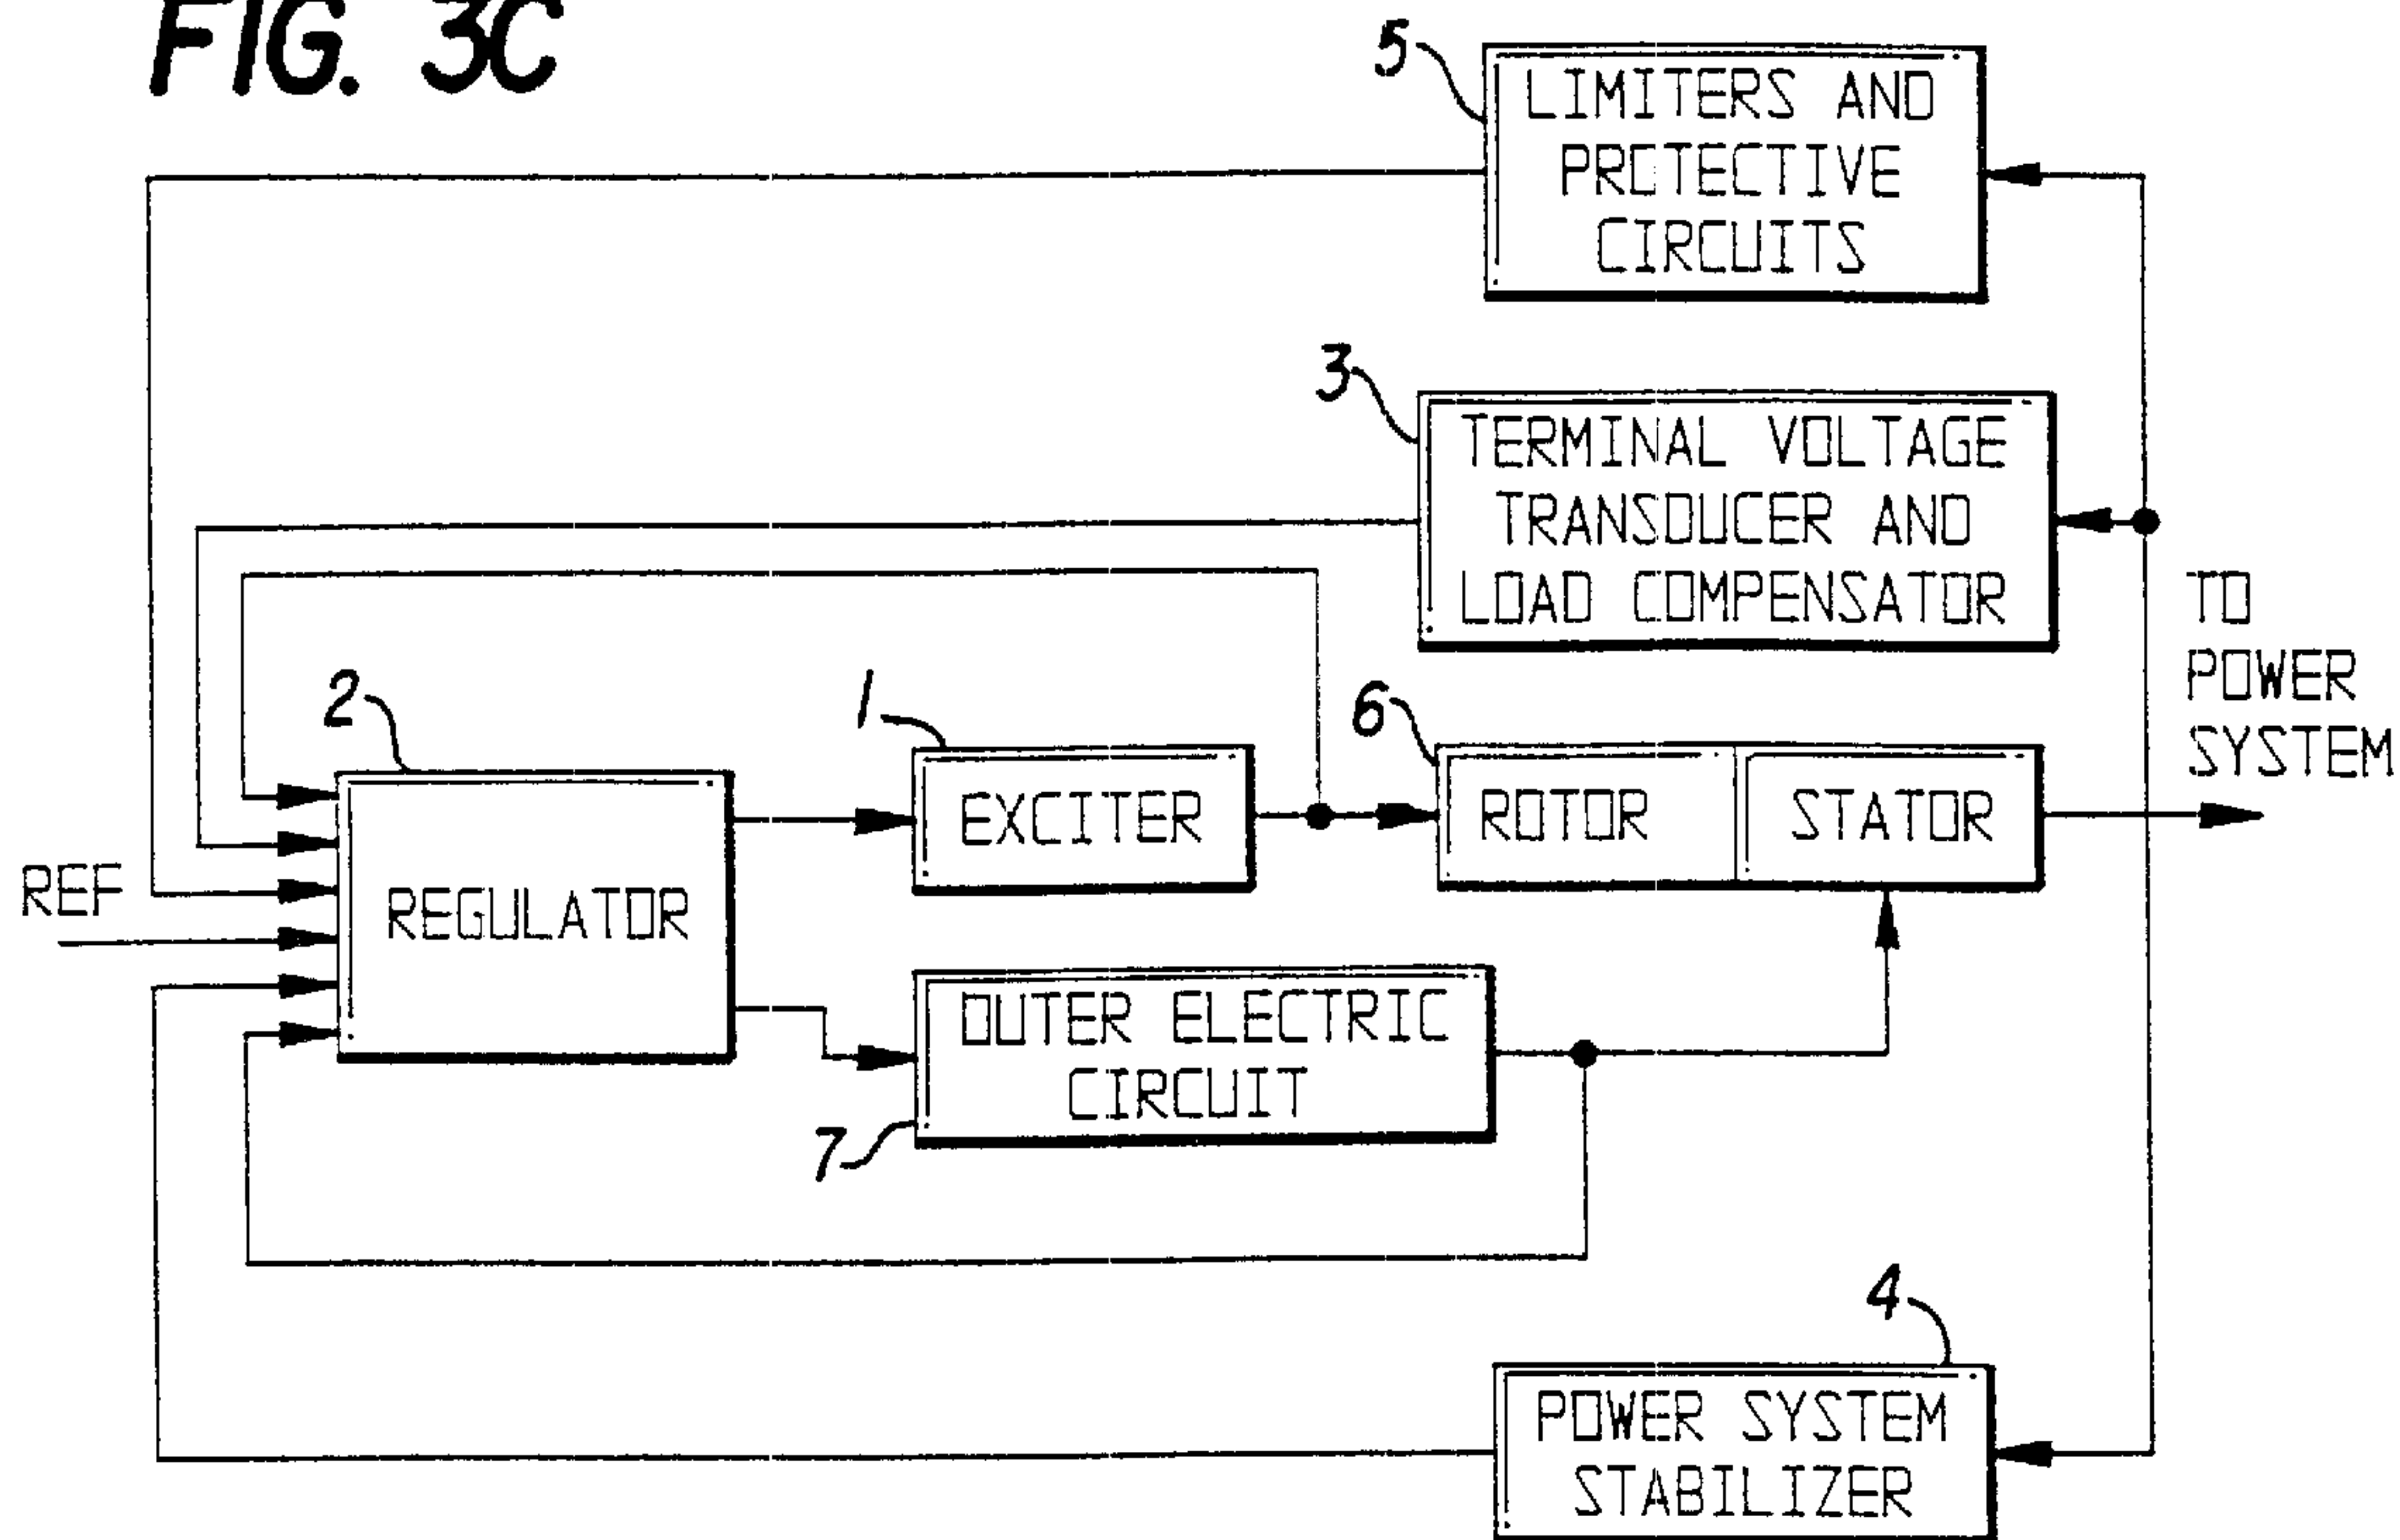 FIG. 3C
5
LIMITERS AND
PROTECTIVE
CIRCUITS
3
TERMINAL VOLTAGE
TRANSDUCER AND
LOAD COMPENSATOR
TO
POWER
SYSTEM
2
1
6
REF
REGULATOR
EXCITER
ROTOR
STATOR
OUTER ELECTRIC
CIRCUIT
7
4
POWER SYSTEM
STABILIZER